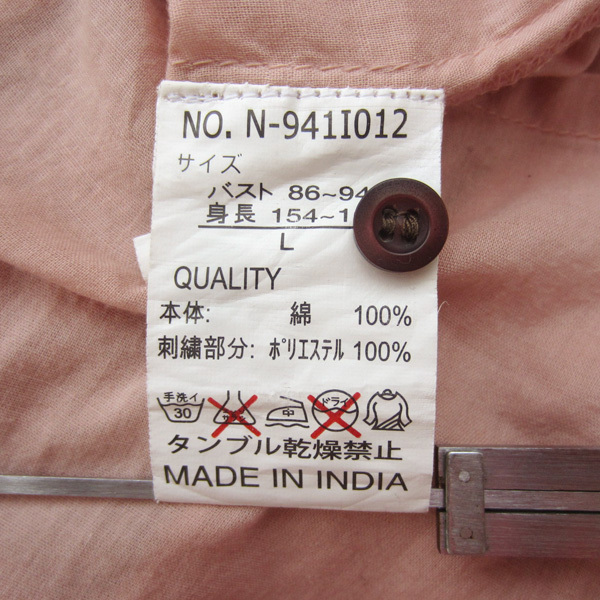 NO. N-941I012
サイズ
バスト 86~94
身長 154~1
L
QUALITY
本体: 綿 100%
刺繍部分: ﾎﾟﾘｴｽﾃﾙ 100%
手洗イ 30 中 ドライ
タンブル乾燥禁止
MADE IN INDIA